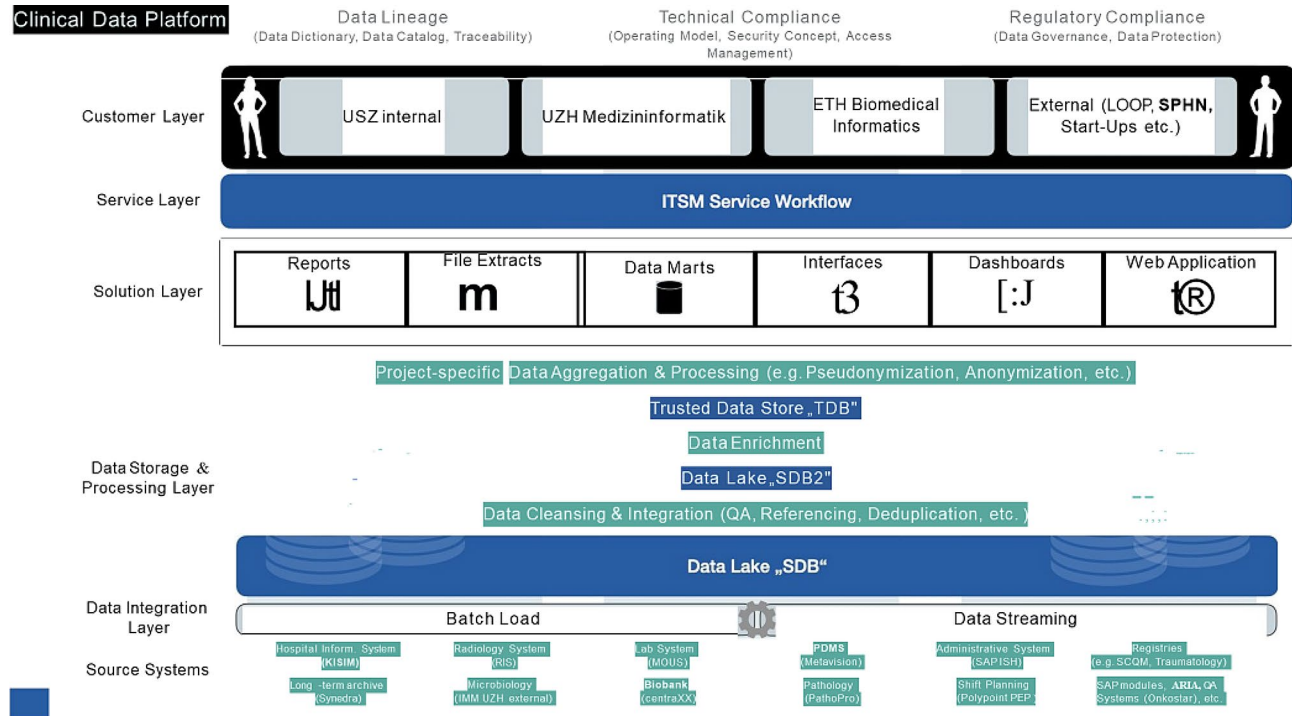 Clinical Data Platform
Data Lineage
(Data Dictionary, Data Catalog, Traceability)
Technical Compliance
(Operating Model, Security Concept, Access
Management)
Regulatory Compliance
(Data Governance, Data Protection)
Customer Layer
USZ internal
UZH Medizininformatik
ETH Biomedical
Informatics
External (LOOP, SPHN,
Start-Ups etc.)
Service Layer
ITSM Service Workflow
Solution Layer
Reports
File Extracts
m
Data Marts
Interfaces
t3
Dashboards
[:J
Web Application
t®
Project-specific Data Aggregation & Processing (e.g. Pseudonymization, Anonymization, etc.)
Trusted Data Store „TDB"
Data Enrichment
Data Storage &
Processing Layer
Data Lake „SDB2"
Data Cleansing & Integration (QA, Referencing, Deduplication, etc. )
Data Lake „SDB“
Data Integration
Layer
Batch Load
Data Streaming
Source Systems
Hospital Inform. System
(KISIM)
Radiology System
(RIS)
Lab System
(MOUS)
PDMS
(Metavision)
Administrative System
(SAP ISH)
Registries
(e.g. SCQM, Traumatology)
Long -term archive
(Synedra)
Microbiology
(IMM UZH external)
Biobank
(centraXX)
Pathology
(PathoPro)
Shift Planning
(Polypoint PEP)
SAP modules, ARIA, QA
Systems (Onkostar), etc.